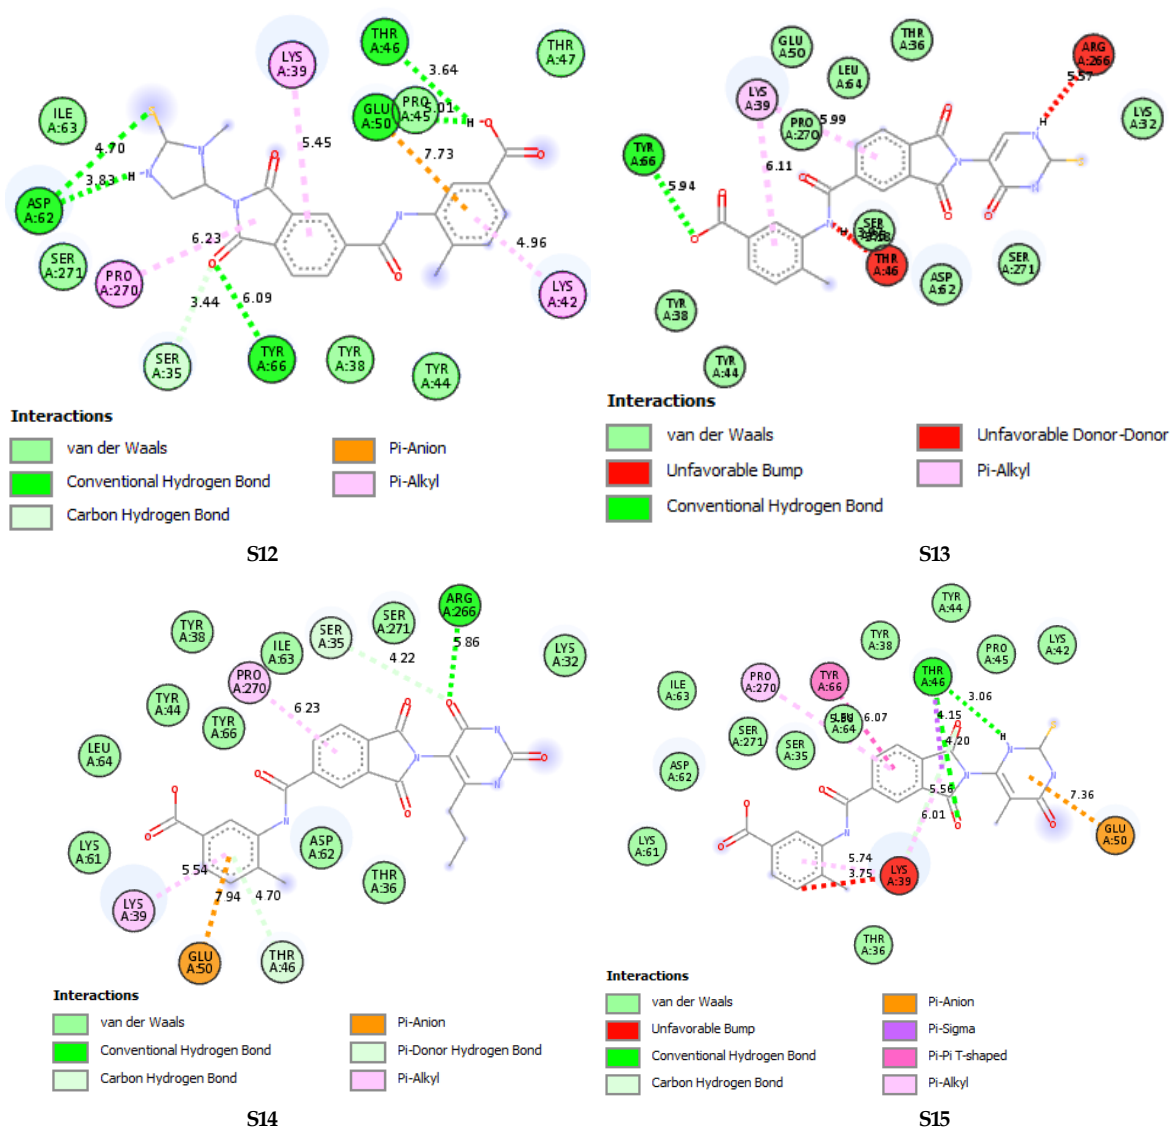 THR
A:46
LYS
A:39
THR
A:47
3.64
ILE
A:63
GLU
A:50
PRO
A:45
5.01
H
O
S
4.70
5.45
7.73
O
3.83
H
N
N
O
ASP
A:62
N
N
6.23
4.96
SER
A:271
PRO
A:270
O
O
LYS
A:42
3.44
6.09
SER
A:35
TYR
A:66
TYR
A:38
TYR
A:44
Interactions
van der Waals
Conventional Hydrogen Bond
Carbon Hydrogen Bond
Pi-Anion
Pi-Alkyl
S12
GLU
A:50
THR
A:36
ARG
A:266
LEU
A:64
5.57
LYS
A:39
LYS
A:32
PRO
A:270
5.99
O
H
N
TYR
A:66
6.11
N
S
5.94
O
O
O
N
O
O
N
H
SER
THR
A:46
ASP
A:62
SER
A:271
TYR
A:38
TYR
A:44
Interactions
van der Waals
Unfavorable Bump
Conventional Hydrogen Bond
Unfavorable Donor-Donor
Pi-Alkyl
S13
ARG
A:266
TYR
A:38
SER
A:35
SER
A:271
5.86
ILE
A:63
4.22
LYS
A:32
PRO
A:270
TYR
A:44
TYR
A:66
6.23
O
O
N
LEU
A:64
N
O
O
N
O
N
O
O
LYS
A:61
ASP
A:62
5.54
THR
A:36
7.94
4.70
LYS
A:39
GLU
A:50
THR
A:46
Interactions
van der Waals
Conventional Hydrogen Bond
Carbon Hydrogen Bond
Pi-Anion
Pi-Donor Hydrogen Bond
Pi-Alkyl
S14
TYR
A:44
TYR
A:38
PRO
A:45
LYS
A:42
PRO
A:270
TYR
A:66
THR
A:46
ILE
A:63
3.06
LEU
A:64
6.07
4.15
SER
A:271
SER
A:35
4.20
O
H
N
S
ASP
A:62
N
N
7.36
5.56
O
6.01
O
O
GLU
A:50
O
N
LYS
A:61
O
5.74
3.75
LYS
A:39
THR
A:36
Interactions
van der Waals
Unfavorable Bump
Conventional Hydrogen Bond
Carbon Hydrogen Bond
Pi-Anion
Pi-Sigma
Pi-Pi T-shaped
Pi-Alkyl
S15